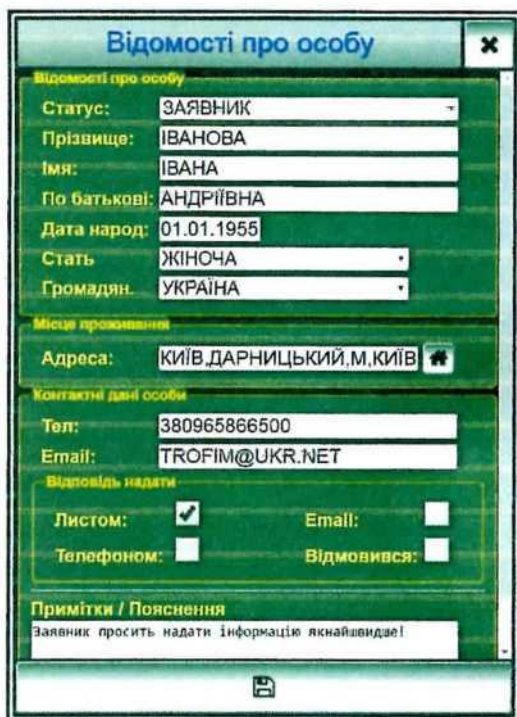 Відомості про особу
Відомості про особу
Статус: ЗАЯВНИК
Прізвище: ІВАНОВА
Імя: ІВАНА
По батькові: АНДРІЇВНА
Дата народ: 01.01.1955
Стать ЖІНОЧА
Громадян. УКРАЇНА
Місце проживання
Адреса: КИЇВ,ДАРНИЦЬКИЙ,М,КИЇВ
Контактні дані особи
Тел: 380965866500
Email: TROFIM@UKR.NET
Відповідь надати
Листом: Email:
Телефоном: Відмовився:
Примітки / Пояснення
Заявник просить надати інформацію якнайшвидше!